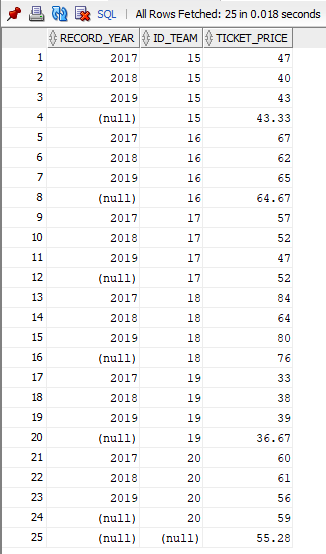 SQL | All Rows Fetched: 25 in 0.018 seconds
RECORD_YEAR ID_TEAM TICKET_PRICE
1 2017 15 47
2 2018 15 40
3 2019 15 43
4 (null) 15 43.33
5 2017 16 67
6 2018 16 62
7 2019 16 65
8 (null) 16 64.67
9 2017 17 57
10 2018 17 52
11 2019 17 47
12 (null) 17 52
13 2017 18 84
14 2018 18 64
15 2019 18 80
16 (null) 18 76
17 2017 19 33
18 2018 19 38
19 2019 19 39
20 (null) 19 36.67
21 2017 20 60
22 2018 20 61
23 2019 20 56
24 (null) 20 59
25 (null) (null) 55.28